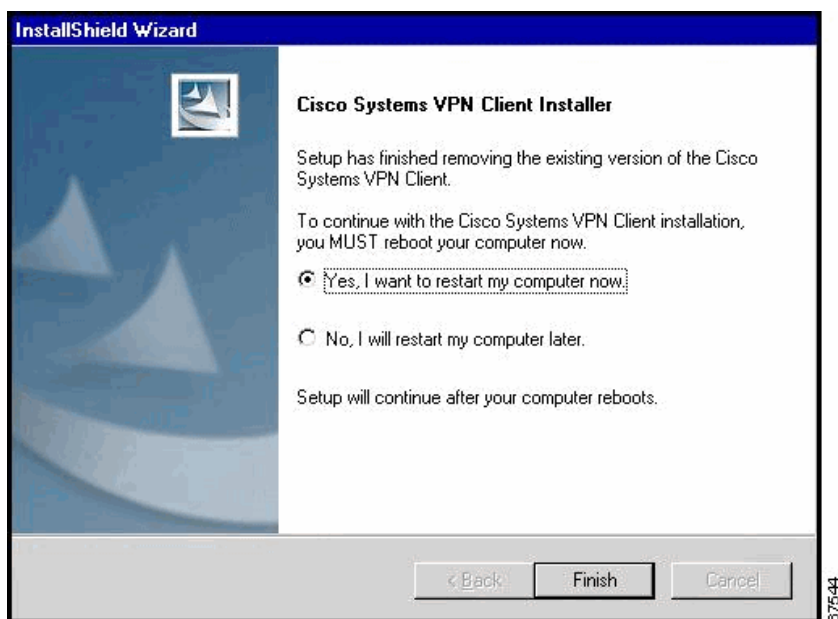 InstallShield Wizard
Cisco Systems VPN Client Installer
Setup has finished removing the existing version of the Cisco
Systems VPN Client.
To continue with the Cisco Systems VPN Client installation,
you MUST reboot your computer now.
Yes, I want to restart my computer now.
No, I will restart my computer later.
Setup will continue after your computer reboots.
< Back
Finish
Cancel
87544